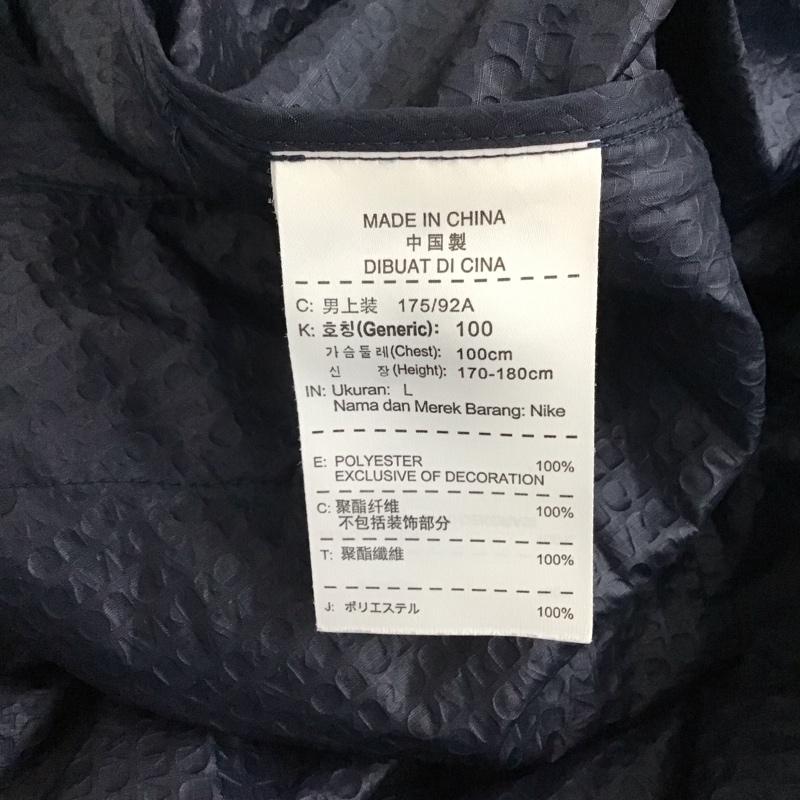 MADE IN CHINA
中国製
DIBUAT DI CINA
C: 男上装 175/92A
K: 호칭(Generic): 100
가슴둘레(Chest): 100cm
신 장(Height): 170-180cm
IN: Ukuran: L
Nama dan Merek Barang: Nike
E: POLYESTER 100%
EXCLUSIVE OF DECORATION
C: 聚酯纤维 100%
不包括装饰部分
T: 聚酯纖維 100%
J: ポリエステル 100%